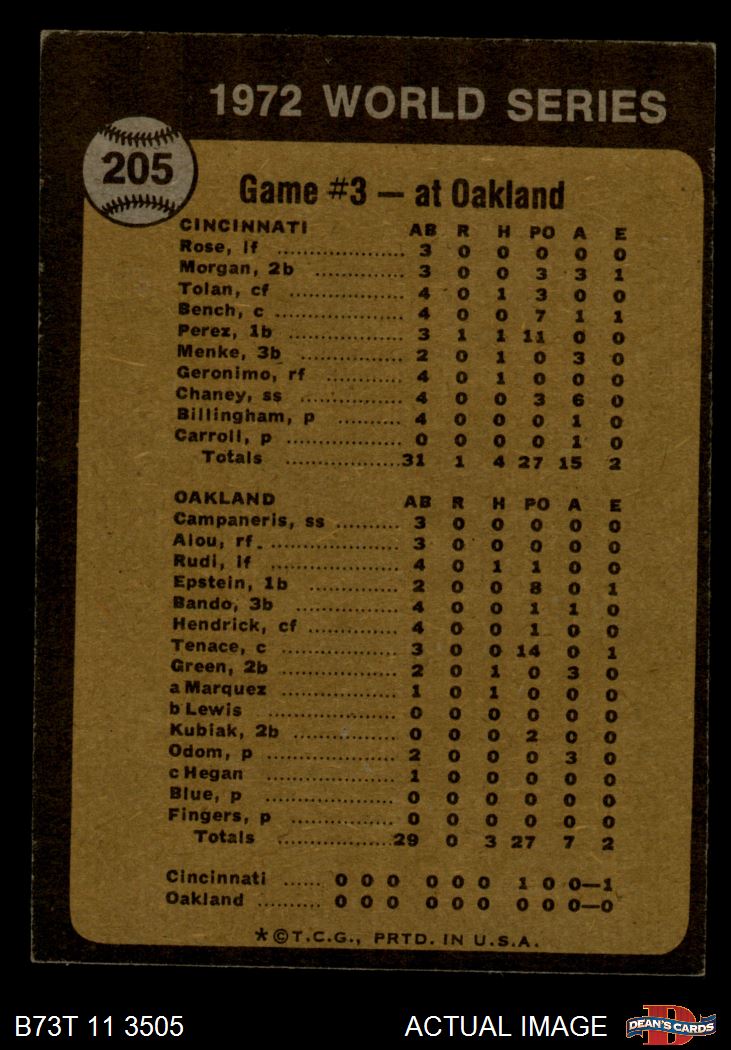 1972 WORLD SERIES
205
Game #3 — at Oakland
CINCINNATI AB R H PO A E
Rose, lf .................... 3 0 0 0 0 0
Morgan, 2b .............. 3 0 0 3 3 1
Tolan, cf .................. 4 0 1 3 0 0
Bench, c .................... 4 0 0 7 1 1
Perez, 1b .................. 3 1 1 11 0 0
Menke, 3b ................ 2 0 1 0 3 0
Geronimo, rf ............ 4 0 1 0 0 0
Chaney, ss ................ 4 0 0 3 6 0
Billingham, p .......... 4 0 0 0 1 0
Carroll, p .................. 0 0 0 0 1 0
Totals ..................31 1 4 27 15 2
OAKLAND AB R H PO A E
Campaneris, ss .......... 3 0 0 0 0 0
Alou, rf. .................... 3 0 0 0 0 0
Rudi, lf .................... 4 0 1 1 0 0
Epstein, 1b .............. 2 0 0 8 0 1
Bando, 3b .................. 4 0 0 1 1 0
Hendrick, cf .............. 4 0 0 1 0 0
Tenace, c .................. 3 0 0 14 0 1
Green, 2b .................. 2 0 1 0 3 0
a Marquez .................. 1 0 1 0 0 0
b Lewis .................... 0 0 0 0 0 0
Kubiak, 2b ................ 0 0 0 2 0 0
Odom, p .................... 2 0 0 0 3 0
c Hegan .................... 1 0 0 0 0 0
Blue, p ...................... 0 0 0 0 0 0
Fingers, p .................. 0 0 0 0 0 0
Totals ..................29 0 3 27 7 2
Cincinnati ...... 0 0 0 0 0 0 1 0 0—1
Oakland .......... 0 0 0 0 0 0 0 0 0—0
*©T.C.G., PRTD. IN U.S.A.
B73T 11 3505 ACTUAL IMAGE
D
DEAN'S CARDS